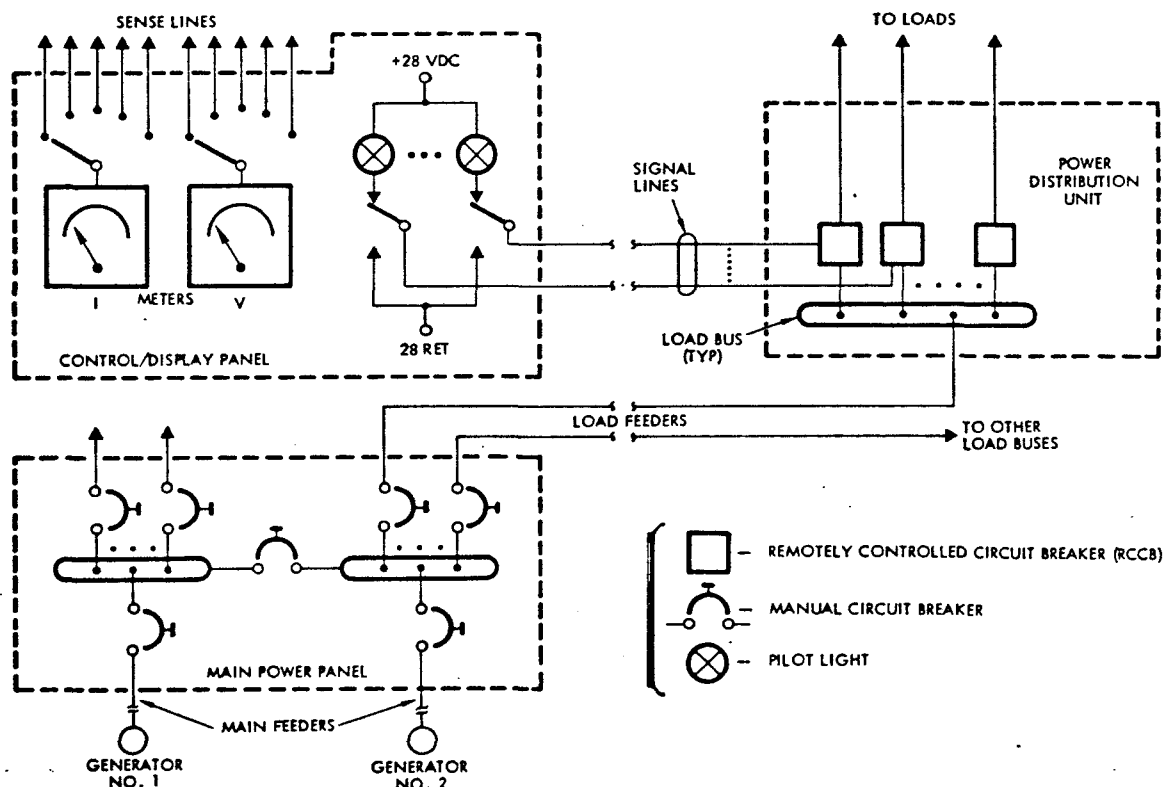 SENSE LINES
TO LOADS
+28 VDC
SIGNAL
LINES
POWER
DISTRIBUTION
UNIT
I
METERS
V
28 RET
CONTROL/DISPLAY PANEL
LOAD BUS
(TYP)
LOAD FEEDERS
TO OTHER
LOAD BUSES
MAIN POWER PANEL
MAIN FEEDERS
GENERATOR
NO. 1
GENERATOR
NO. 2
– REMOTELY CONTROLLED CIRCUIT BREAKER (RCCB)
– MANUAL CIRCUIT BREAKER
– PILOT LIGHT